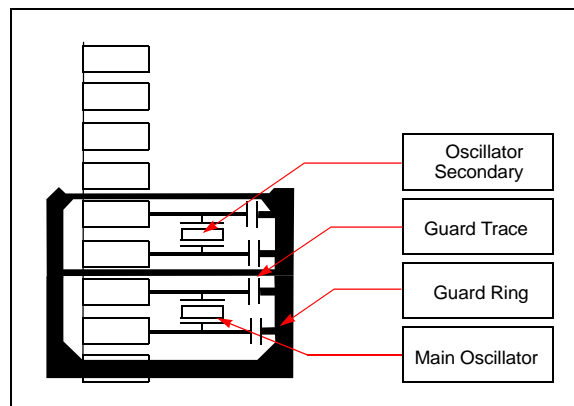 Oscillator
Secondary
Guard Trace
Guard Ring
Main Oscillator